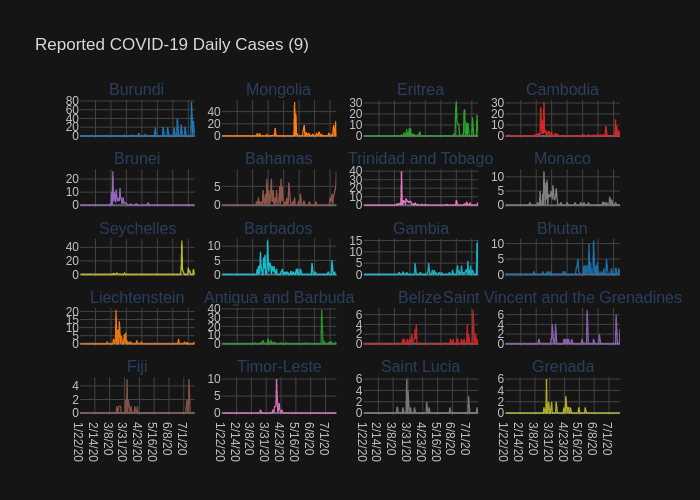 Reported COVID-19 Daily Cases (9)
Burundi Mongolia Eritrea Cambodia
80 60 40 20 0
40 20 0
30 20 10 0
30 20 10 0
Brunei Bahamas Trinidad and Tobago Monaco
20 10 0
5 0
40 30 20 10 0
10 5 0
Seychelles Barbados Gambia Bhutan
40 20 0
10 5 0
15 10 5 0
10 5 0
Liechtenstein Antigua and Barbuda Belize Saint Vincent and the Grenadines
20 15 10 5 0
40 30 20 10 0
6 4 2 0
6 4 2 0
Fiji Timor-Leste Saint Lucia Grenada
4 2 0
10 5 0
6 4 2 0
6 4 2 0
1/22/20 2/14/20 3/8/20 3/31/20 4/23/20 5/16/20 6/8/20 7/1/20
1/22/20 2/14/20 3/8/20 3/31/20 4/23/20 5/16/20 6/8/20 7/1/20
1/22/20 2/14/20 3/8/20 3/31/20 4/23/20 5/16/20 6/8/20 7/1/20
1/22/20 2/14/20 3/8/20 3/31/20 4/23/20 5/16/20 6/8/20 7/1/20